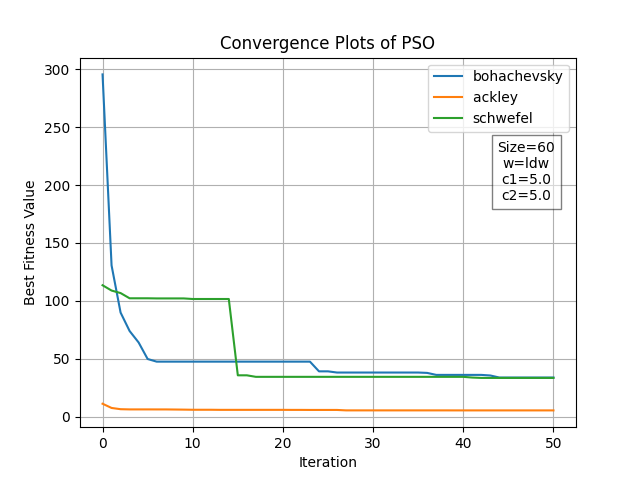 Convergence Plots of PSO
300
250
200
150
100
50
0
Best Fitness Value
bohachevsky
ackley
schwefel
Size=60
w=ldw
c1=5.0
c2=5.0
0 10 20 30 40 50
Iteration